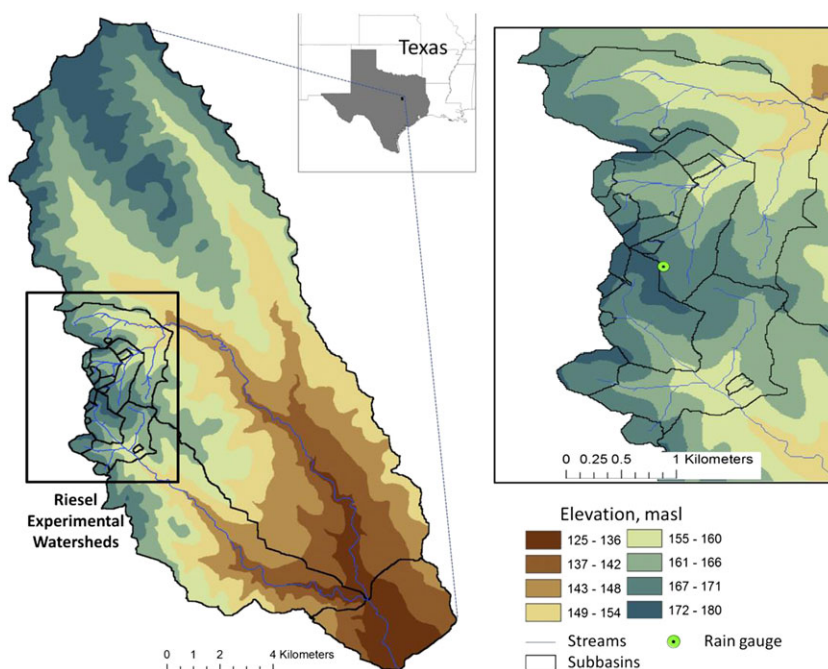 Texas
Riesel
Experimental
Watersheds
0 1 2 4 Kilometers
0 0.25 0.5 1 Kilometers
Elevation, masl
125 - 136
137 - 142
143 - 148
149 - 154
155 - 160
161 - 166
167 - 171
172 - 180
Streams
Rain gauge
Subbasins